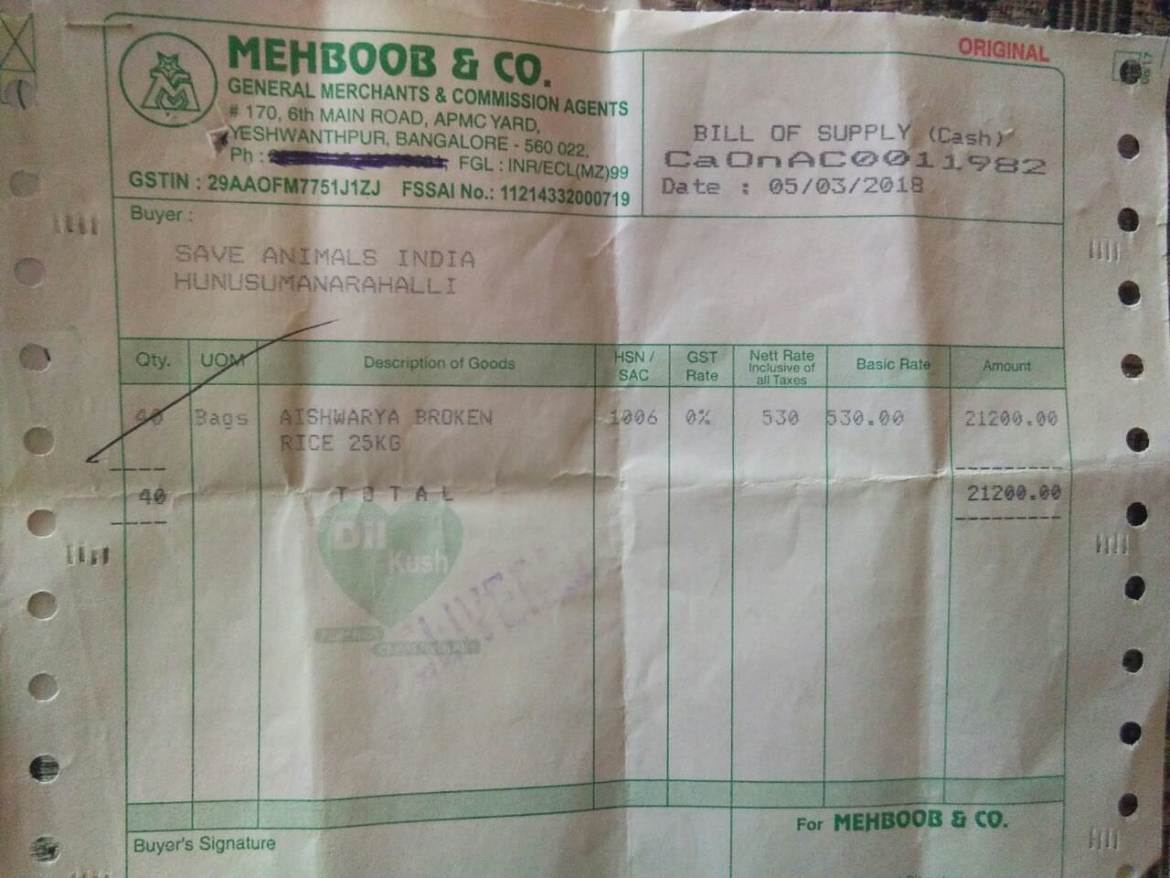 ORIGINAL
MEHBOOB & CO.
GENERAL MERCHANTS & COMMISSION AGENTS
# 170, 6th MAIN ROAD, APMC YARD,
YESHWANTHPUR, BANGALORE - 560 022.
Ph : FGL : INR/ECL(MZ)99
GSTIN : 29AAOFM7751J1ZJ FSSAI No.: 11214332000719
BILL OF SUPPLY (Cash)
CaOnAC0011982
Date : 05/03/2018
Buyer :
SAVE ANIMALS INDIA
HUNUSUMANARAHALLI
Qty. UOM Description of Goods HSN / SAC GST Rate Nett Rate Inclusive of all Taxes Basic Rate Amount
40 Bags AISHWARYA BROKEN 1006 0% 530 530.00 21200.00
RICE 25KG
40 TOTAL 21200.00
Dil
Kush
For MEHBOOB & CO.
Buyer's Signature